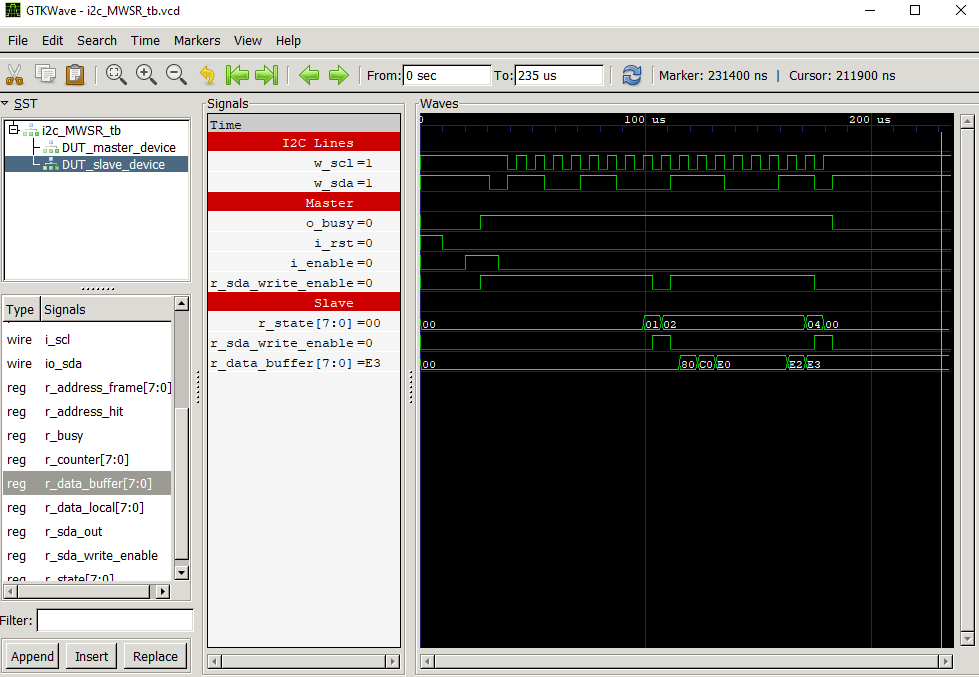 GTKWave - i2c_MWSR_tb.vcd
File Edit Search Time Markers View Help
From: 0 sec To: 235 us Marker: 231400 ns | Cursor: 211900 ns
SST
i2c_MWSR_tb
DUT_master_device
DUT_slave_device
Type Signals
wire i_scl
wire io_sda
reg r_address_frame[7:0]
reg r_address_hit
reg r_busy
reg r_counter[7:0]
reg r_data_buffer[7:0]
reg r_data_local[7:0]
reg r_sda_out
reg r_sda_write_enable
reg r_state[7:0]
Filter:
Append Insert Replace
Signals
Time
I2C Lines
w_scl=1
w_sda=1
Master
o_busy=0
i_rst=0
i_enable=0
r_sda_write_enable=0
Slave
r_state[7:0]=00
r_sda_write_enable=0
r_data_buffer[7:0]=E3
Waves
0 100 us 200 us
00 01 02 04 00
00 80 C0 E0 E2 E3